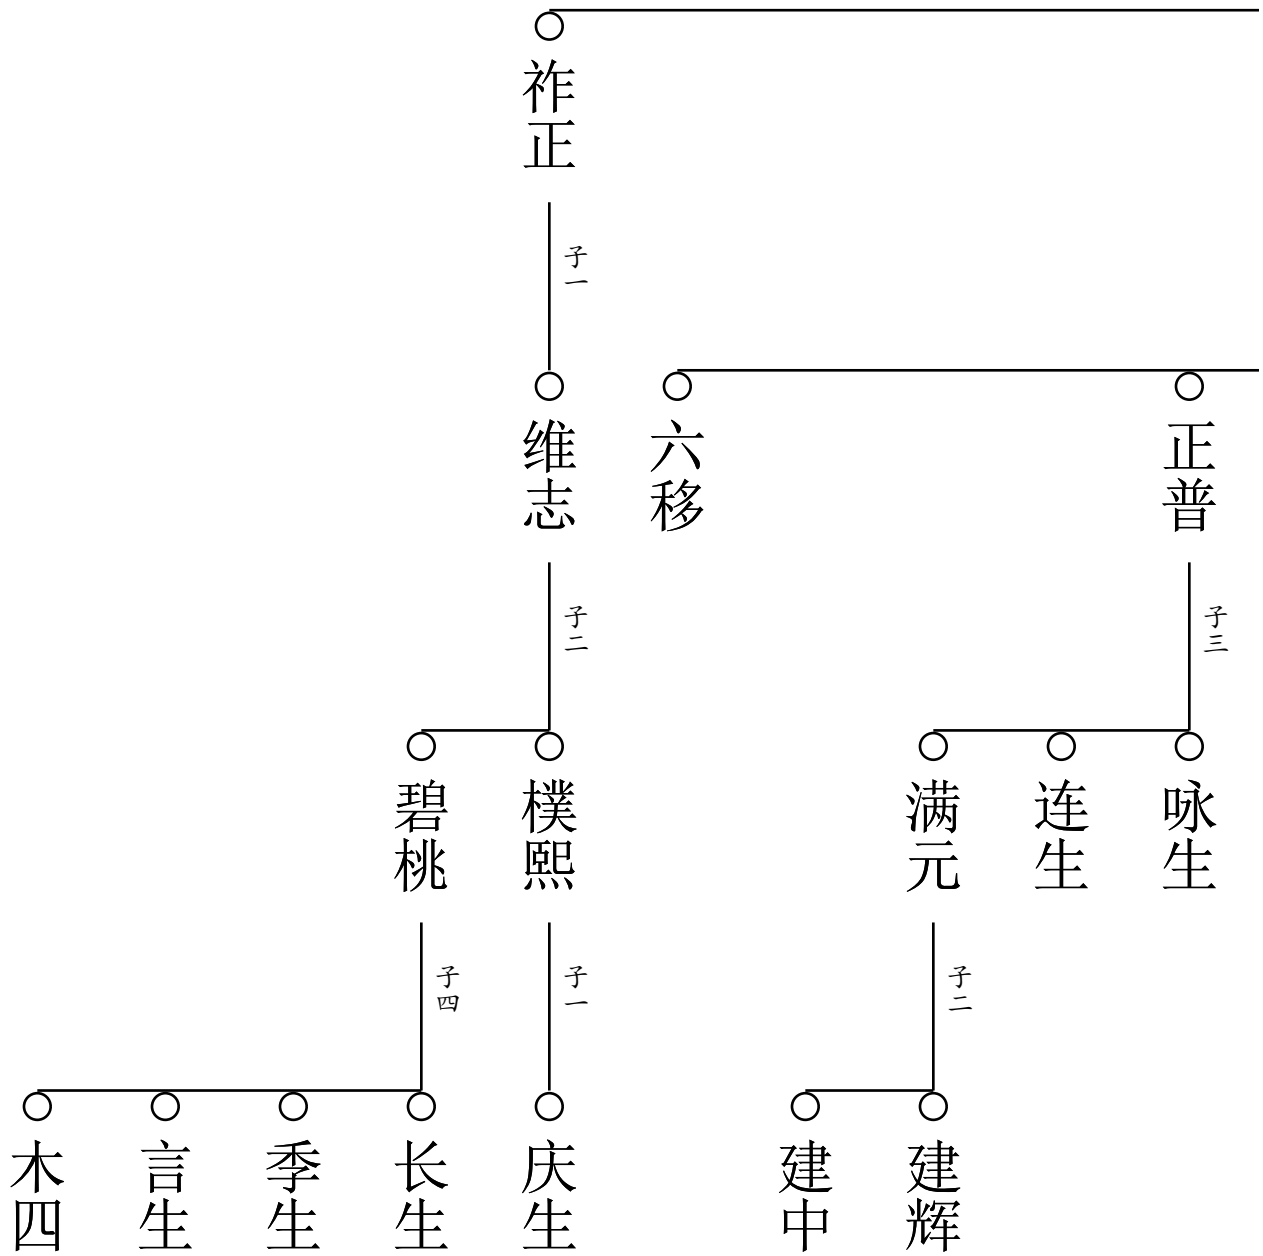 祚正
子一
维志
六移
正普
子二
子三
碧桃
樸熙
满元
连生
咏生
子四
子一
子二
木四
言生
季生
长生
庆生
建中
建辉